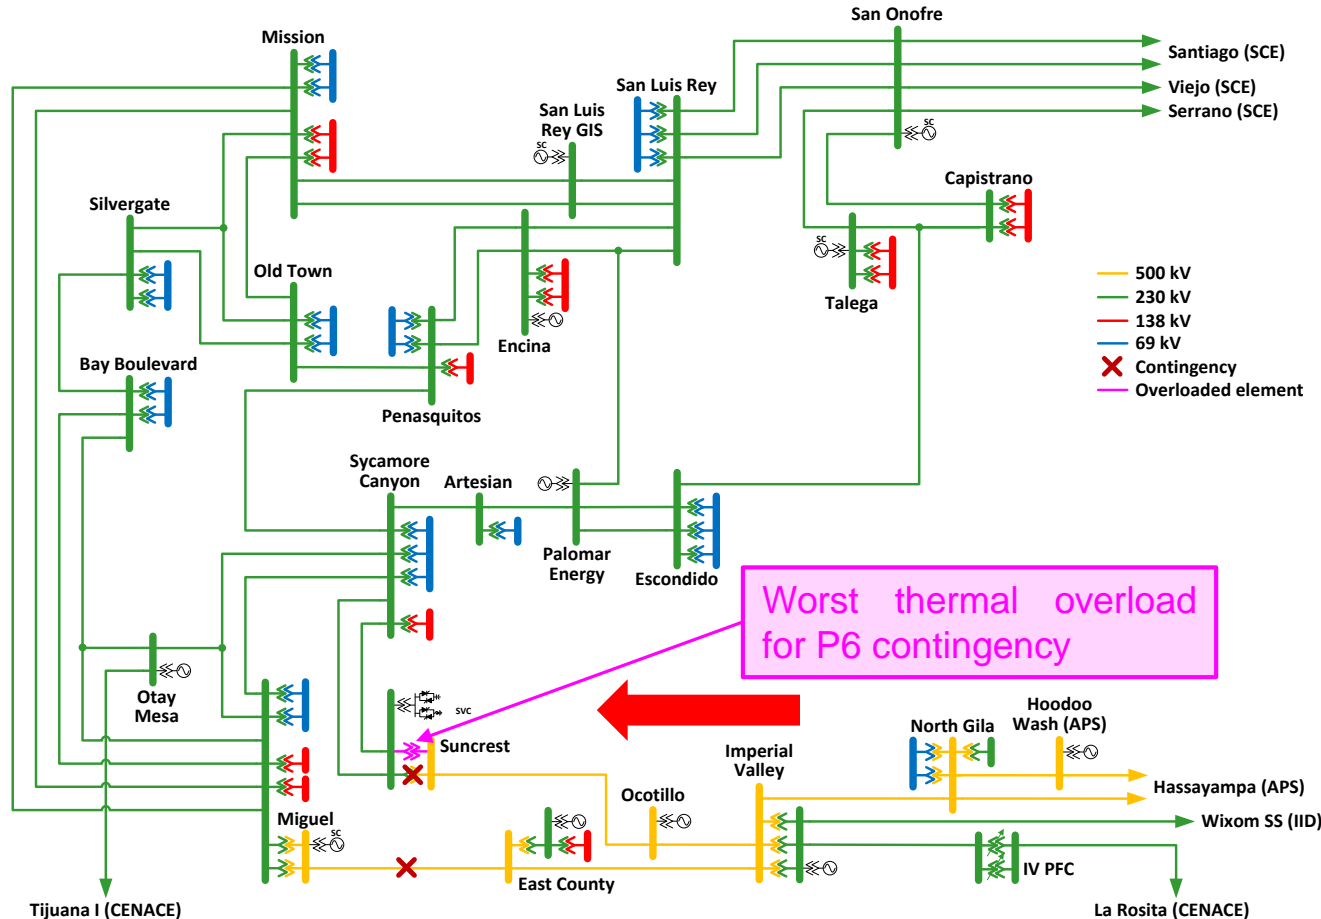 San Onofre
Mission
Santiago (SCE)
San Luis Rey
Viejo (SCE)
San Luis
Rey GIS
Serrano (SCE)
SC
SC
Capistrano
Silvergate
SC
Old Town
500 kV
230 kV
Talega
138 kV
69 kV
Encina
Bay Boulevard
Contingency
Overloaded element
Penasquitos
Sycamore
Canyon
Artesian
Palomar
Energy
Escondido
Worst thermal overload
for P6 contingency
Otay
Mesa
SVC
Hoodoo
Wash (APS)
North Gila
Suncrest
Imperial
Valley
Hassayampa (APS)
Ocotillo
Miguel
Wixom SS (IID)
SC
IV PFC
East County
Tijuana I (CENACE)
La Rosita (CENACE)